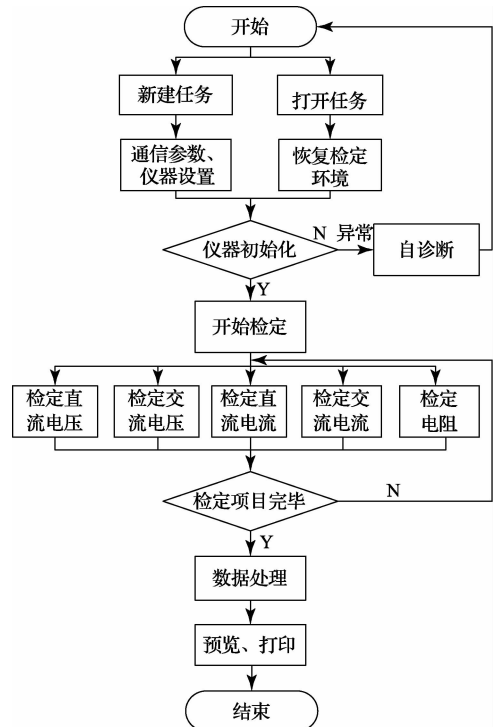 开始
新建任务
打开任务
通信参数、
仪器设置
恢复检定
环境
仪器初始化
N 异常
自诊断
Y
开始检定
检定直
流电压
检定交
流电压
检定直
流电流
检定交
流电流
检定
电阻
检定项目完毕
N
Y
数据处理
预览、打印
结束